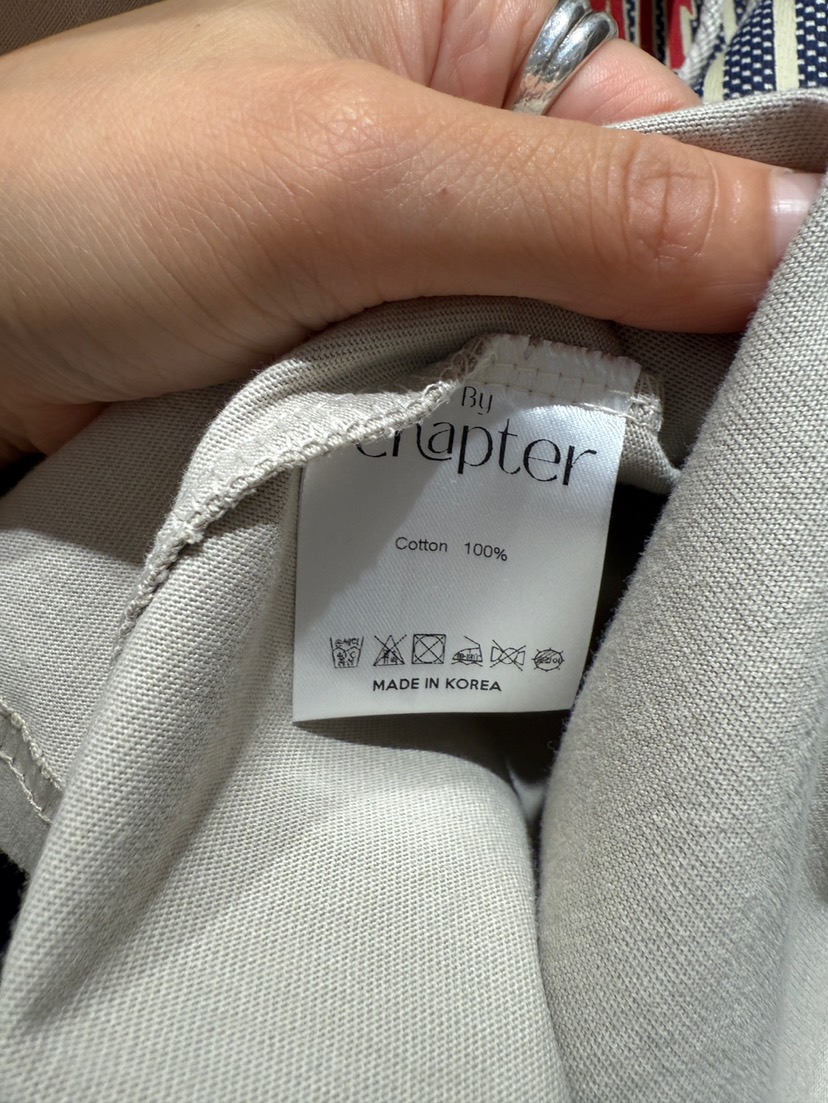 By
Chapter
Cotton 100%
MADE IN KOREA